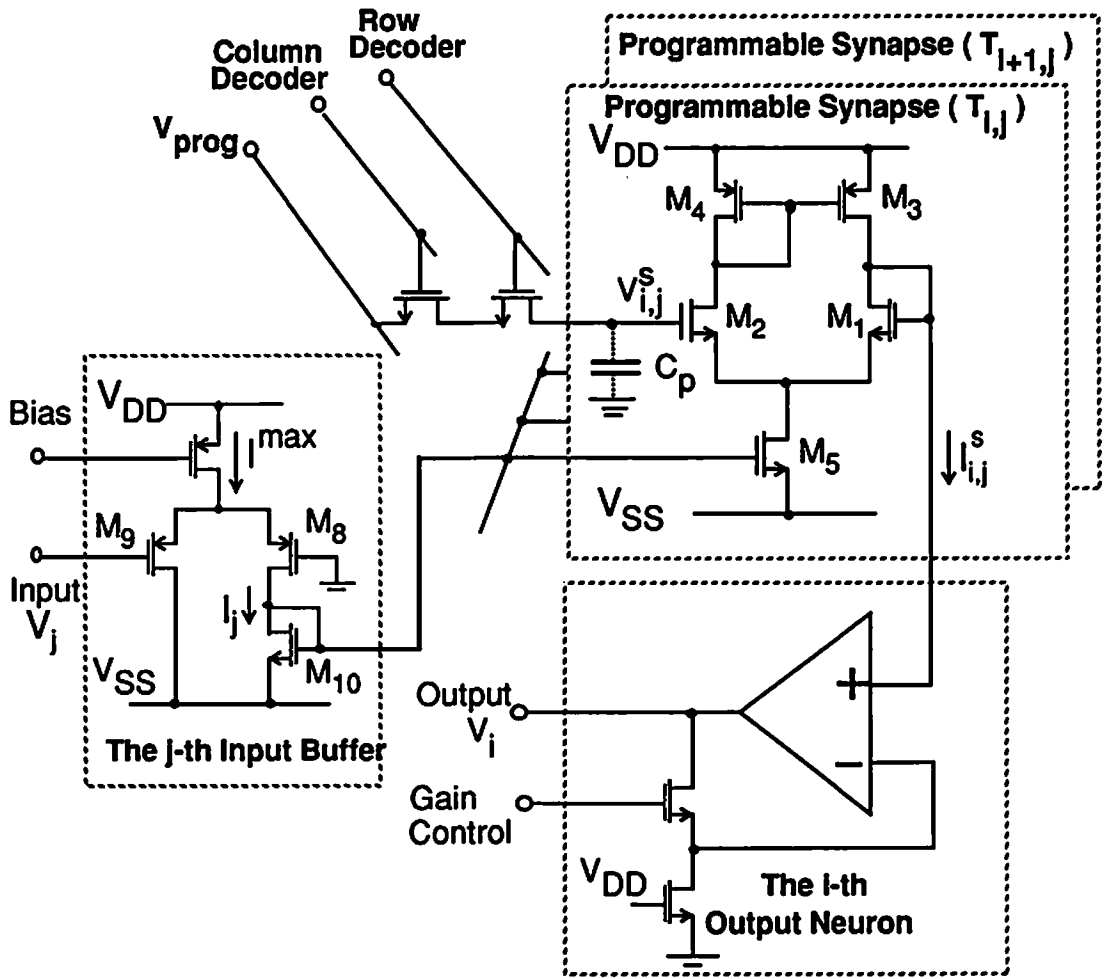 Row
Decoder
Column
Decoder
V_prog
Programmable Synapse ( T_{i+1,j} )
Programmable Synapse ( T_{i,j} )
V_DD
M_4
M_3
V^s_{i,j}
M_2
M_1
C_p
M_5
V_SS
I^s_{i,j}
V_DD
Bias
I^max
M_9
M_8
Input
V_j
I_j
V_SS
M_10
The j-th Input Buffer
Output
V_i
+
−
Gain
Control
V_DD
The i-th
Output Neuron